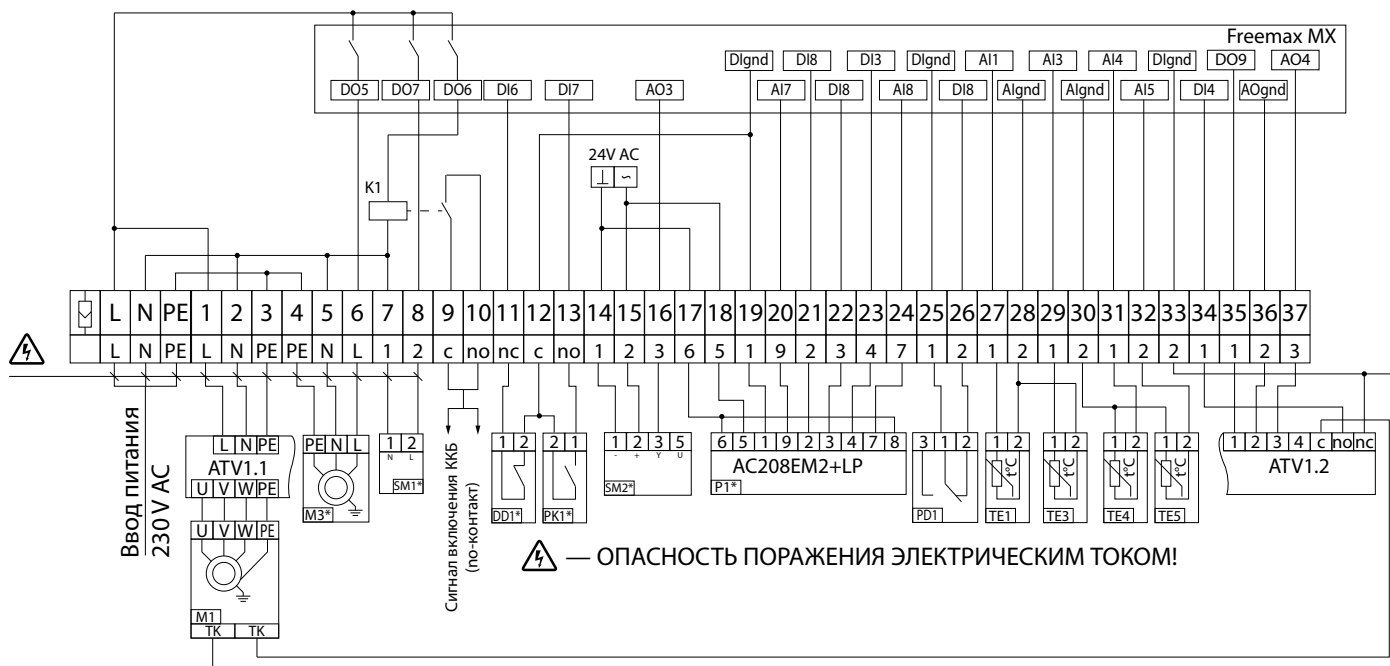 Freemax MX
DIgnd DI8 DI3 DIgnd AI1 AI3 AI4 DIgnd DO9 AO4
DO5 DO7 DO6 DI6 DI7 AO3 AI7 DI8 AI8 DI8 AIgnd AIgnd AI5 DI4 AOgnd
24V AC
⊥ ~
K1
L N PE 1 2 3 4 5 6 7 8 9 10 11 12 13 14 15 16 17 18 19 20 21 22 23 24 25 26 27 28 29 30 31 32 33 34 35 36 37
L N PE L N PE PE N L 1 2 c no nc c no 1 2 3 6 5 1 9 2 3 4 7 1 2 1 2 1 2 1 2 2 1 1 2 3
Ввод питания
230 V AC
L N PE
ATV1.1
U V W PE
U V W PE
M1
TK TK
PE N L
M3*
1 2
N L
SM1*
Сигнал включения ККБ
(no-контакт)
1 2
DD1*
2 1
PK1*
1 2 3 5
- + Y U
SM2*
6 5 1 9 2 3 4 7 8
AC208EM2+LP
P1*
3 1 2
PD1
1 2
t°C
TE1
1 2
t°C
TE3
1 2
t°C
TE4
1 2
t°C
TE5
1 2 3 4 c no nc
ATV1.2
— ОПАСНОСТЬ ПОРАЖЕНИЯ ЭЛЕКТРИЧЕСКИМ ТОКОМ!